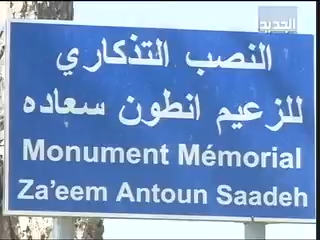 الجديد
النصب التذكاري
للزعيم انطون سعاده
Monument Mémorial
Za'eem Antoun Saadeh